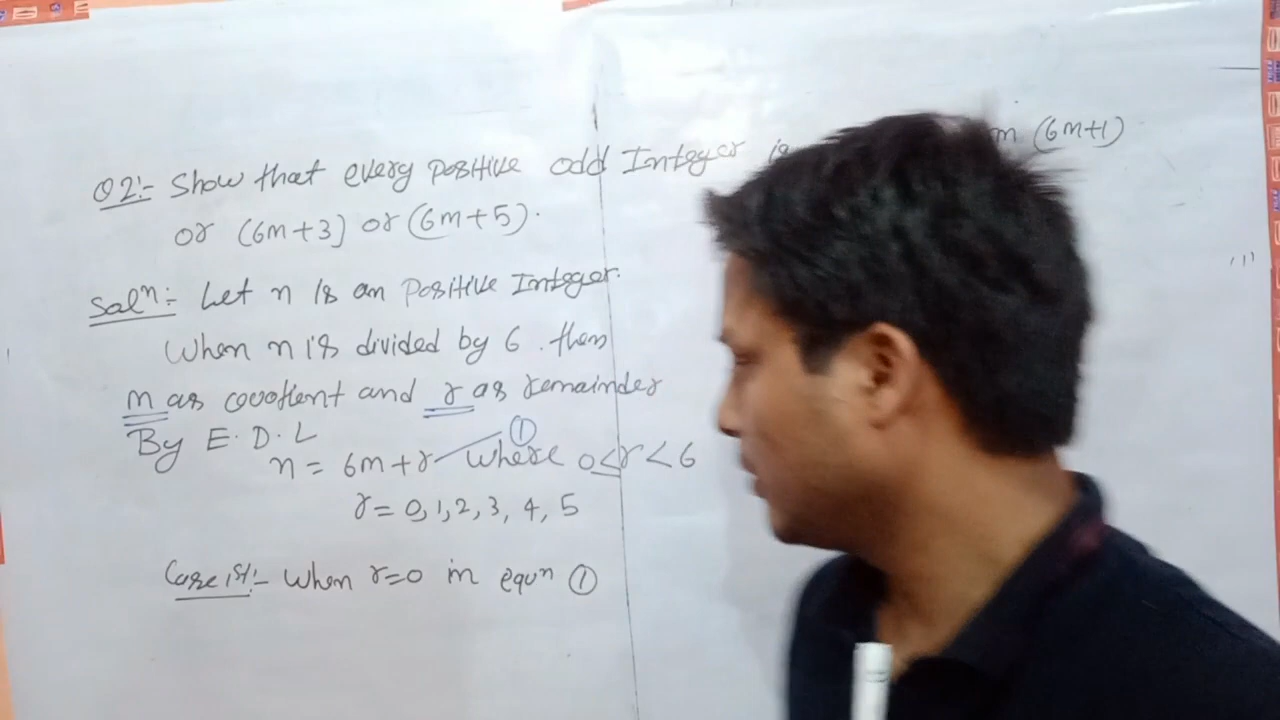 Q2:- Show that every positive odd Integer is m (6m+1)
or (6m+3) or (6m+5).
Solⁿ:- Let n is an Positive Integer.
When n is divided by 6. then
m as quotient and r as remainder
By E.D.L
n = 6m+r ① where 0≤r<6
r= 0,1,2,3,4,5
Case 1st:- When r=0 in equn ①